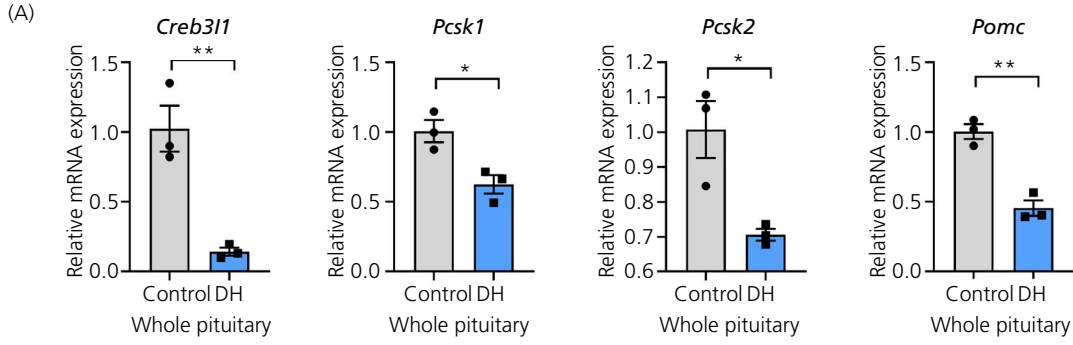 (A)
Creb3l1 Pcsk1 Pcsk2 Pomc
Relative mRNA expression
1.5
1.0
0.5
0.0
**
Control DH
Whole pituitary
Relative mRNA expression
1.5
1.0
0.5
0.0
*
Control DH
Whole pituitary
Relative mRNA expression
1.2
1.1
1.0
0.9
0.8
0.7
0.6
*
Control DH
Whole pituitary
Relative mRNA expression
1.5
1.0
0.5
0.0
**
Control DH
Whole pituitary